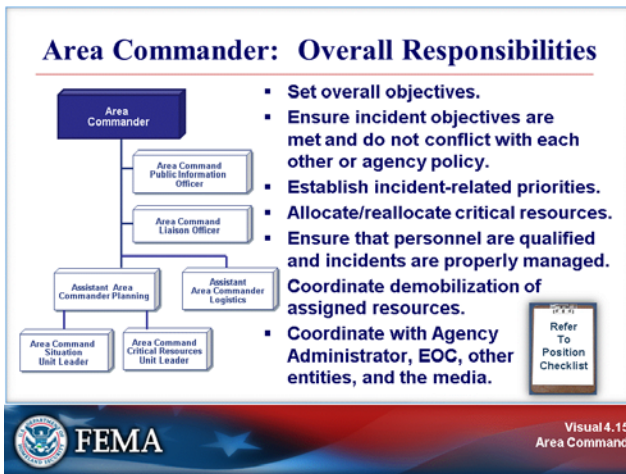 Area Commander: Overall Responsibilities
Area
Commander
Area Command
Public Information
Officer
Area Command
Liaison Officer
Assistant Area
Commander Planning
Assistant
Area Commander
Logistics
Area Command
Situation
Unit Leader
Area Command
Critical Resources
Unit Leader
▪ Set overall objectives.
▪ Ensure incident objectives are
met and do not conflict with each
other or agency policy.
▪ Establish incident-related priorities.
▪ Allocate/reallocate critical resources.
▪ Ensure that personnel are qualified
and incidents are properly managed.
Coordinate demobilization of
assigned resources.
▪ Coordinate with Agency
Administrator, EOC, other
entities, and the media.
Refer
To
Position
Checklist
FEMA
Visual 4.15
Area Command